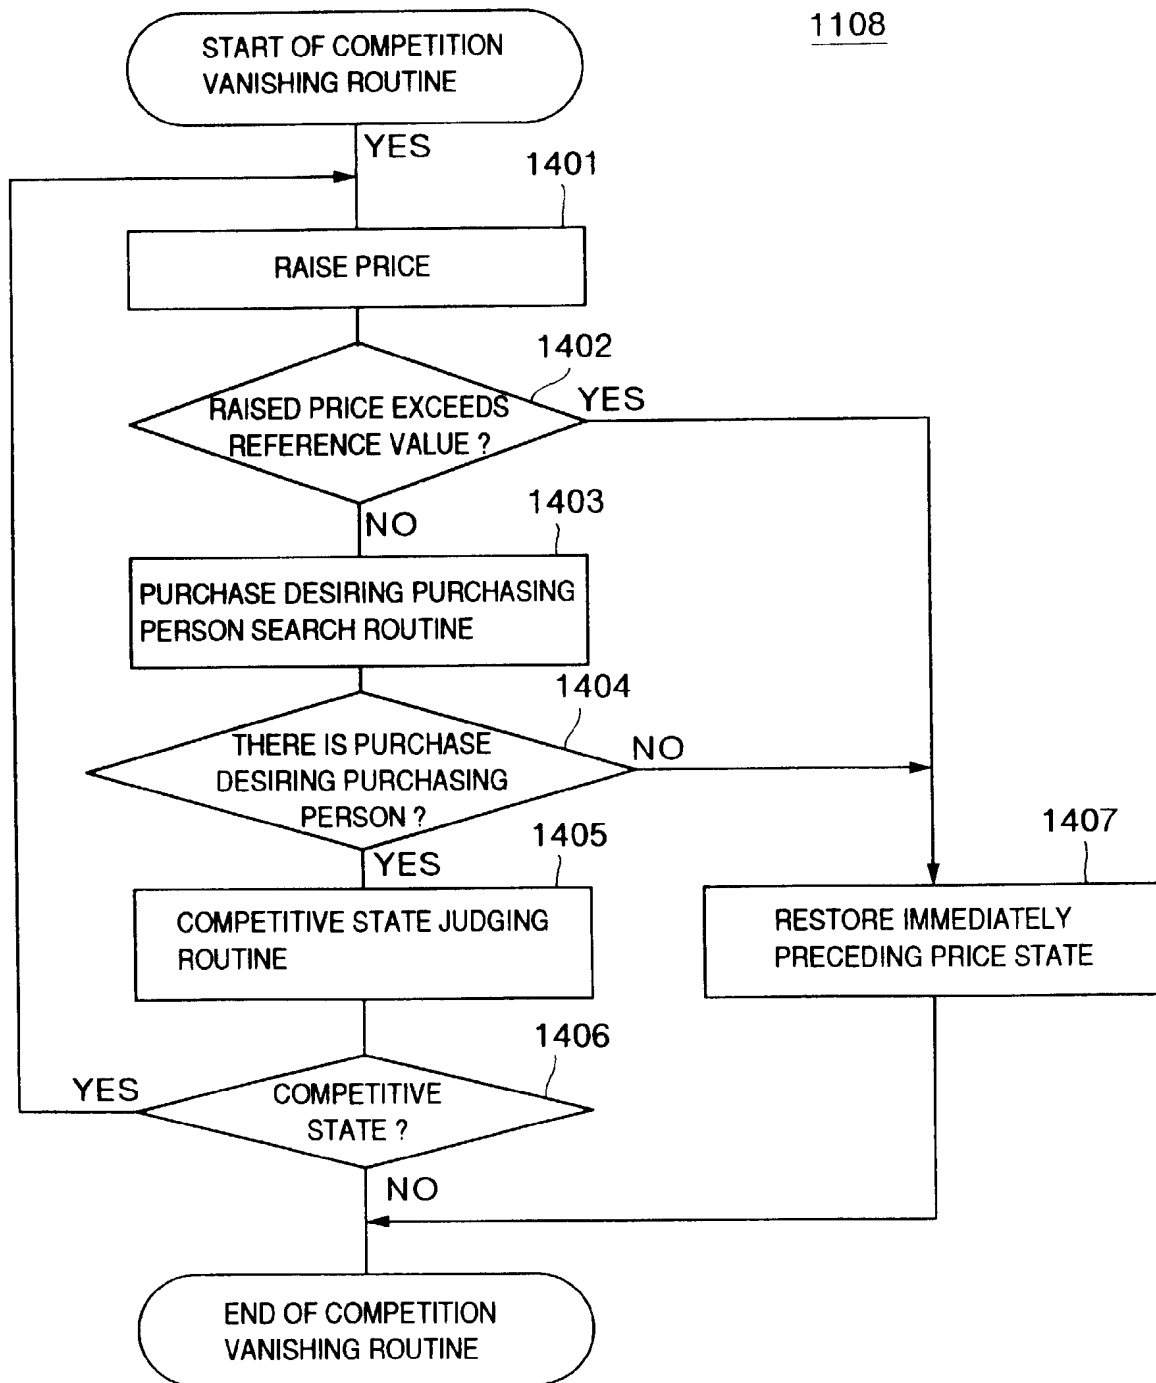 1108
START OF COMPETITION
VANISHING ROUTINE
YES
1401
RAISE PRICE
1402
RAISED PRICE EXCEEDS
REFERENCE VALUE ?
YES
NO
1403
PURCHASE DESIRING PURCHASING
PERSON SEARCH ROUTINE
1404
THERE IS PURCHASE
DESIRING PURCHASING
PERSON ?
NO
YES
1405
COMPETITIVE STATE JUDGING
ROUTINE
1407
RESTORE IMMEDIATELY
PRECEDING PRICE STATE
1406
COMPETITIVE
STATE ?
YES
NO
END OF COMPETITION
VANISHING ROUTINE